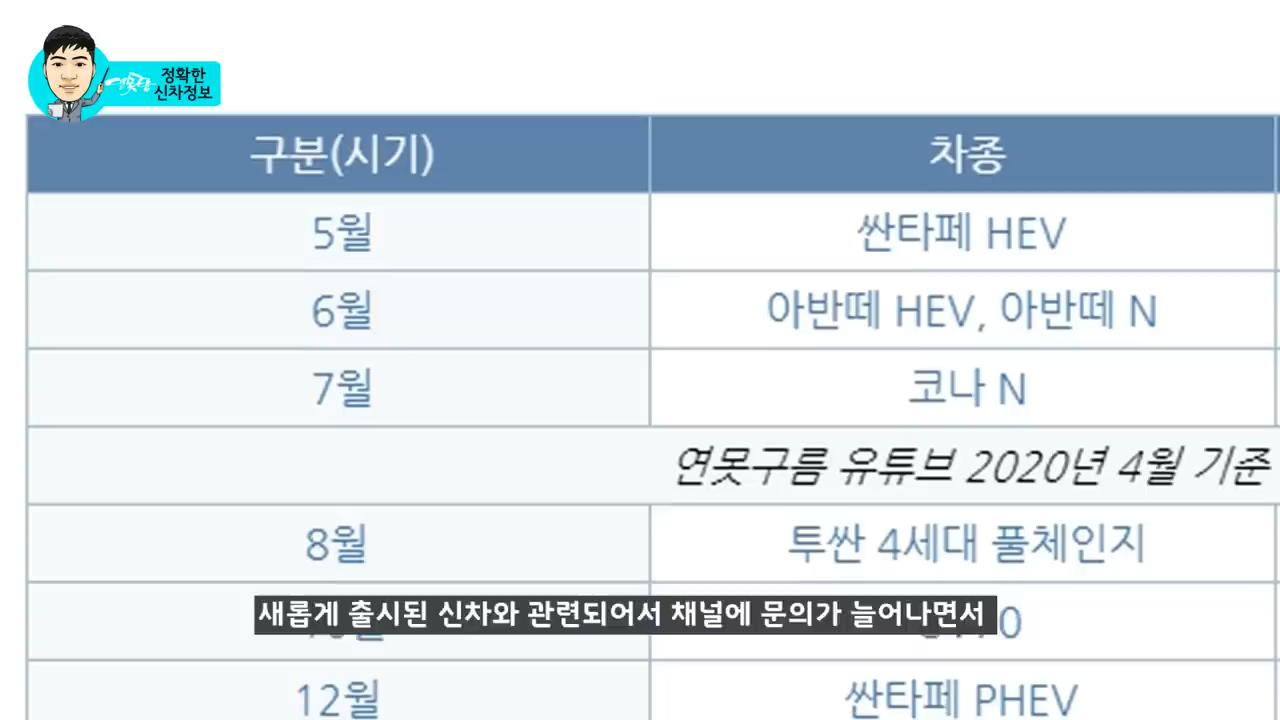 정확한
신차정보
구분(시기) 차종
5월 싼타페 HEV
6월 아반떼 HEV, 아반떼 N
7월 코나 N
연못구름 유튜브 2020년 4월 기준
8월 투싼 4세대 풀체인지
새롭게 출시된 신차와 관련되어서 채널에 문의가 늘어나면서
12월 싼타페 PHEV